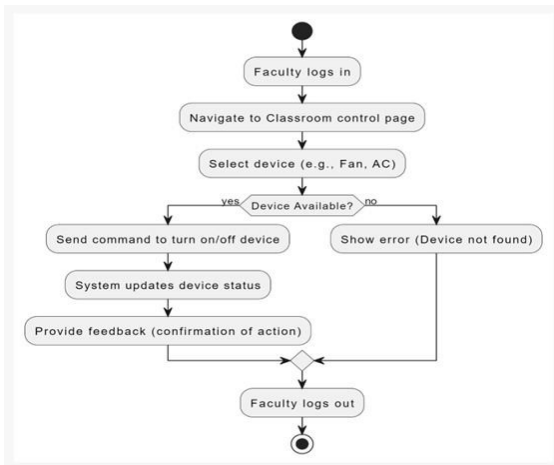 Faculty logs in
Navigate to Classroom control page
Select device (e.g., Fan, AC)
yes
Device Available?
no
Send command to turn on/off device
Show error (Device not found)
System updates device status
Provide feedback (confirmation of action)
Faculty logs out